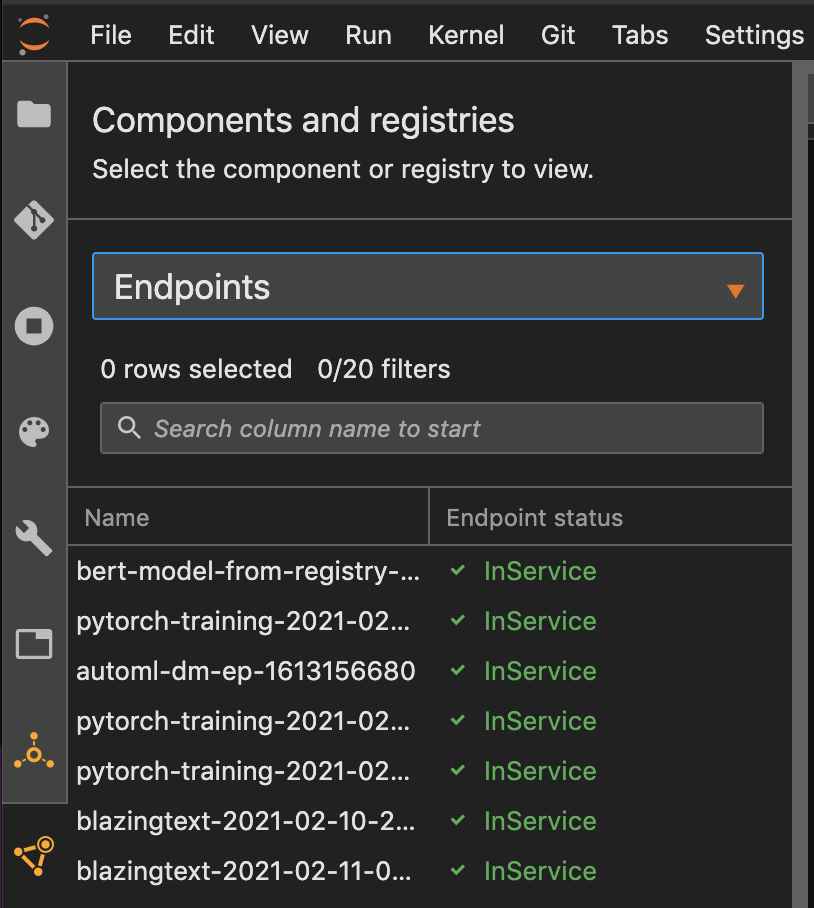 File Edit View Run Kernel Git Tabs Settings
Components and registries
Select the component or registry to view.
Endpoints
0 rows selected 0/20 filters
Search column name to start
Name Endpoint status
bert-model-from-registry-... InService
pytorch-training-2021-02... InService
automl-dm-ep-1613156680 InService
pytorch-training-2021-02... InService
pytorch-training-2021-02... InService
blazingtext-2021-02-10-2... InService
blazingtext-2021-02-11-0... InService